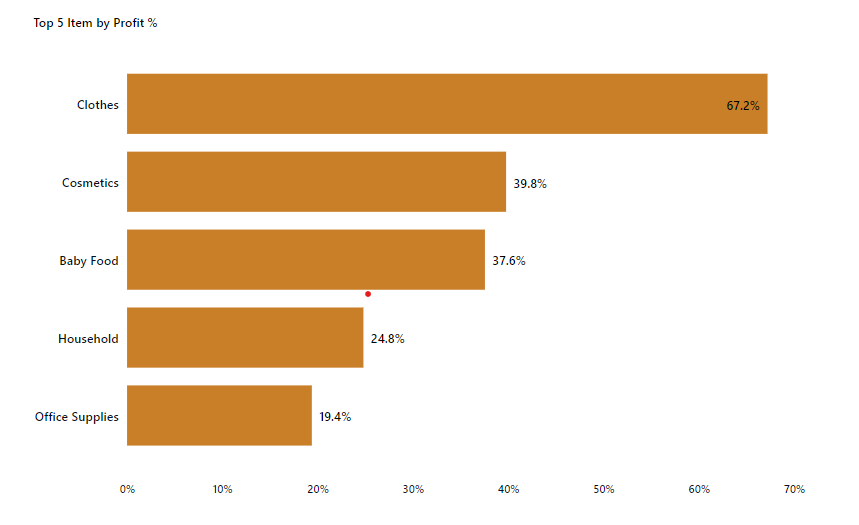 Top 5 Item by Profit %
Clothes
67.2%
Cosmetics
39.8%
Baby Food
37.6%
Household
24.8%
Office Supplies
19.4%
0% 10% 20% 30% 40% 50% 60% 70%